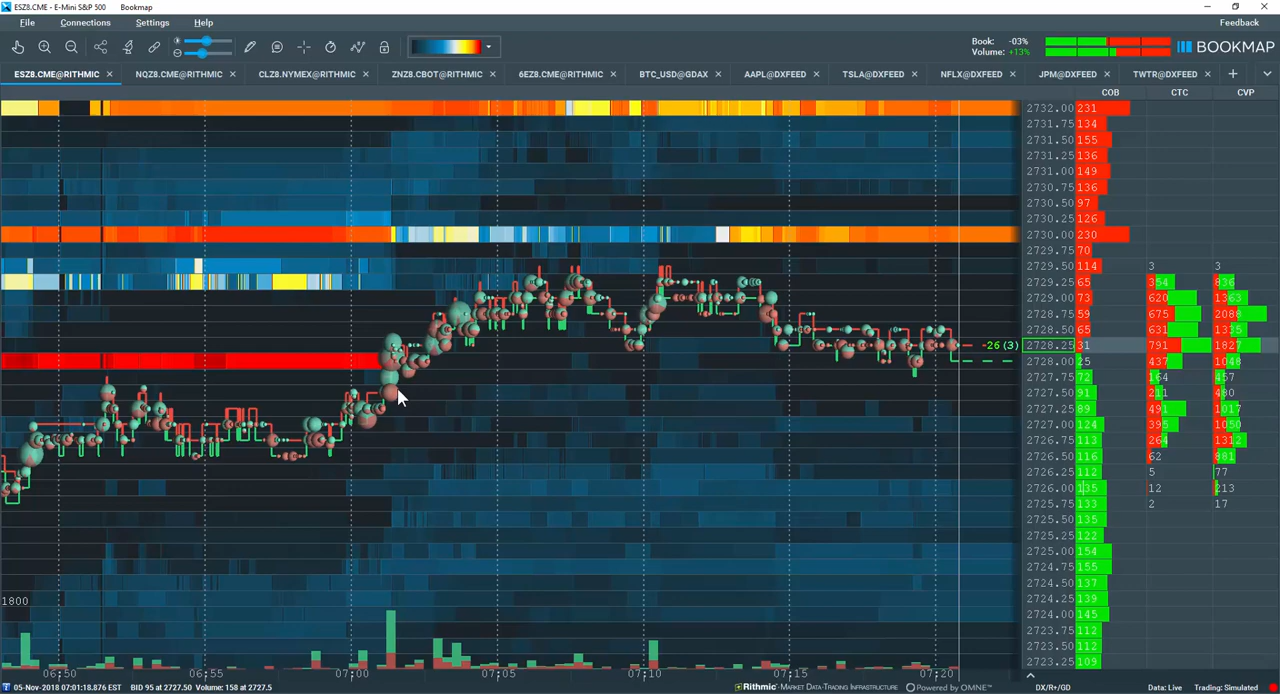 ESZ8.CME - E-Mini S&P 500 Bookmap
File Connections Settings Help Feedback
Book: -03%
Volume: +13%
BOOKMAP
ESZ8.CME@RITHMIC NQZ8.CME@RITHMIC CLZ8.NYMEX@RITHMIC ZNZ8.CBOT@RITHMIC 6EZ8.CME@RITHMIC BTC_USD@GDAX AAPL@DXFEED TSLA@DXFEED NFLX@DXFEED JPM@DXFEED TWTR@DXFEED
COB CTC CVP
2732.00 231
2731.75 134
2731.50 155
2731.25 136
2731.00 149
2730.75 136
2730.50 97
2730.25 126
2730.00 230
2729.75 70
2729.50 114 3 3
2729.25 65 354 836
2729.00 73 620 1363
2728.75 59 675 2088
2728.50 65 631 1335
-26 (3) 2728.25 31 791 1827
2728.00 25 437 1048
2727.75 72 164 457
2727.50 91 211 480
2727.25 89 491 1017
2727.00 124 395 1050
2726.75 113 264 1312
2726.50 116 62 881
2726.25 112 5 77
2726.00 135 12 213
2725.75 133 2 17
2725.50 135
2725.25 122
2725.00 154
2724.75 155
2724.50 137
2724.25 139
1800
2724.00 145
2723.75 112
2723.50 112
2723.25 109
06:50 06:55 07:00 07:05 07:10 07:15 07:20
05-Nov-2018 07:01:18.876 EST BID 95 at 2727.50 Volume: 158 at 2727.5 Rithmic - MARKET DATA-TRADING INFRASTRUCTURE Powered by OMNE™ DX/R+/GD Data: Live Trading: Simulated